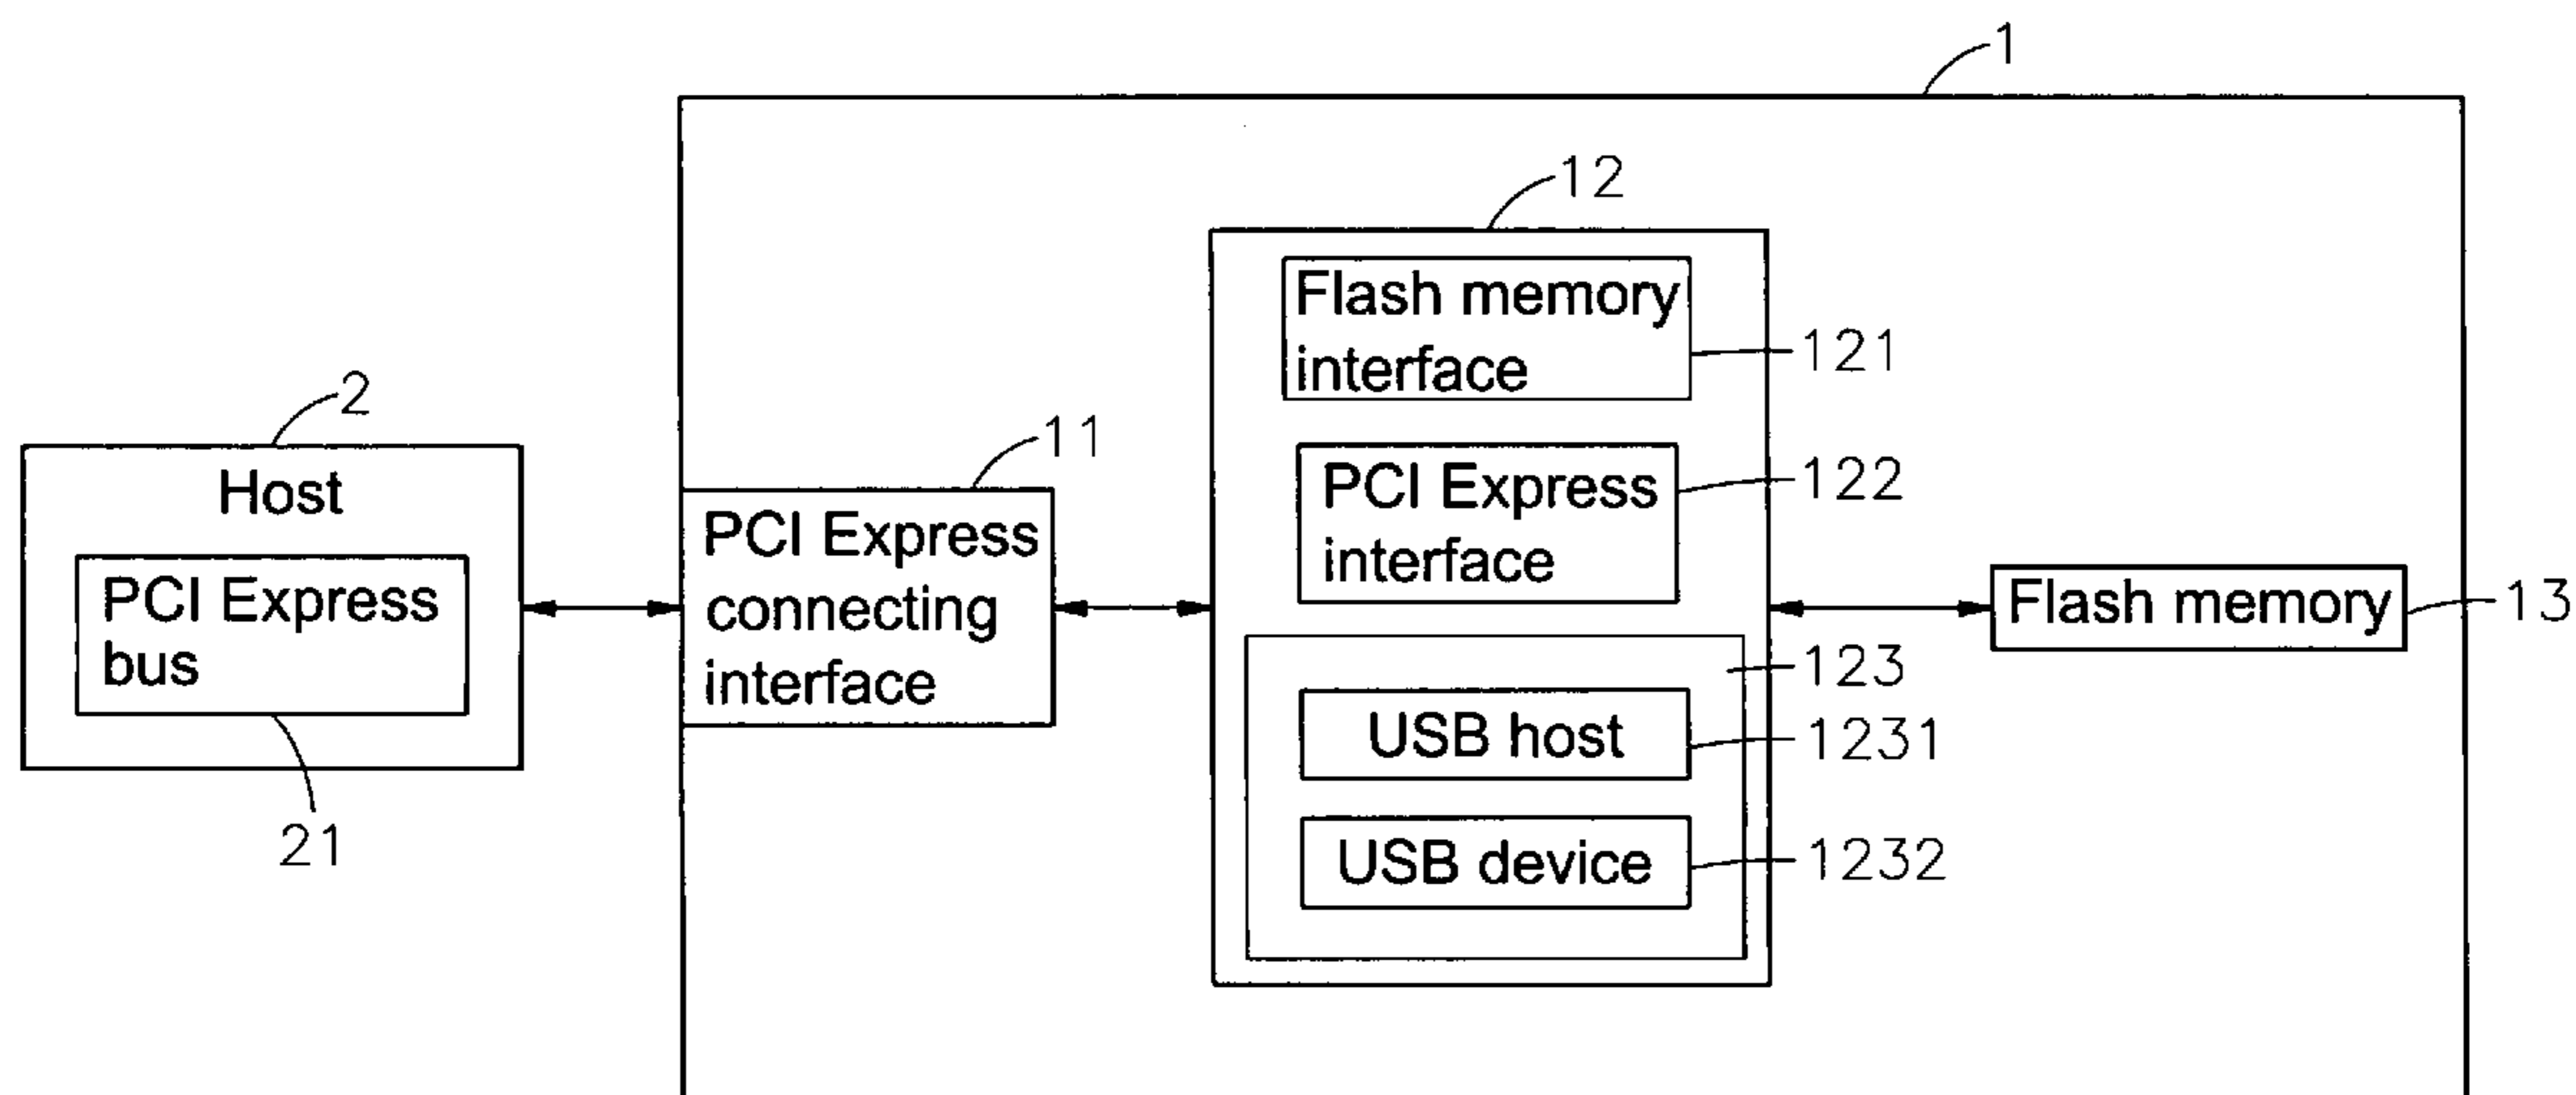 1
12
Flash memory
interface
121
2
Host
PCI Express
bus
21
11
PCI Express
connecting
interface
PCI Express
interface
122
123
USB host
1231
USB device
1232
Flash memory
13